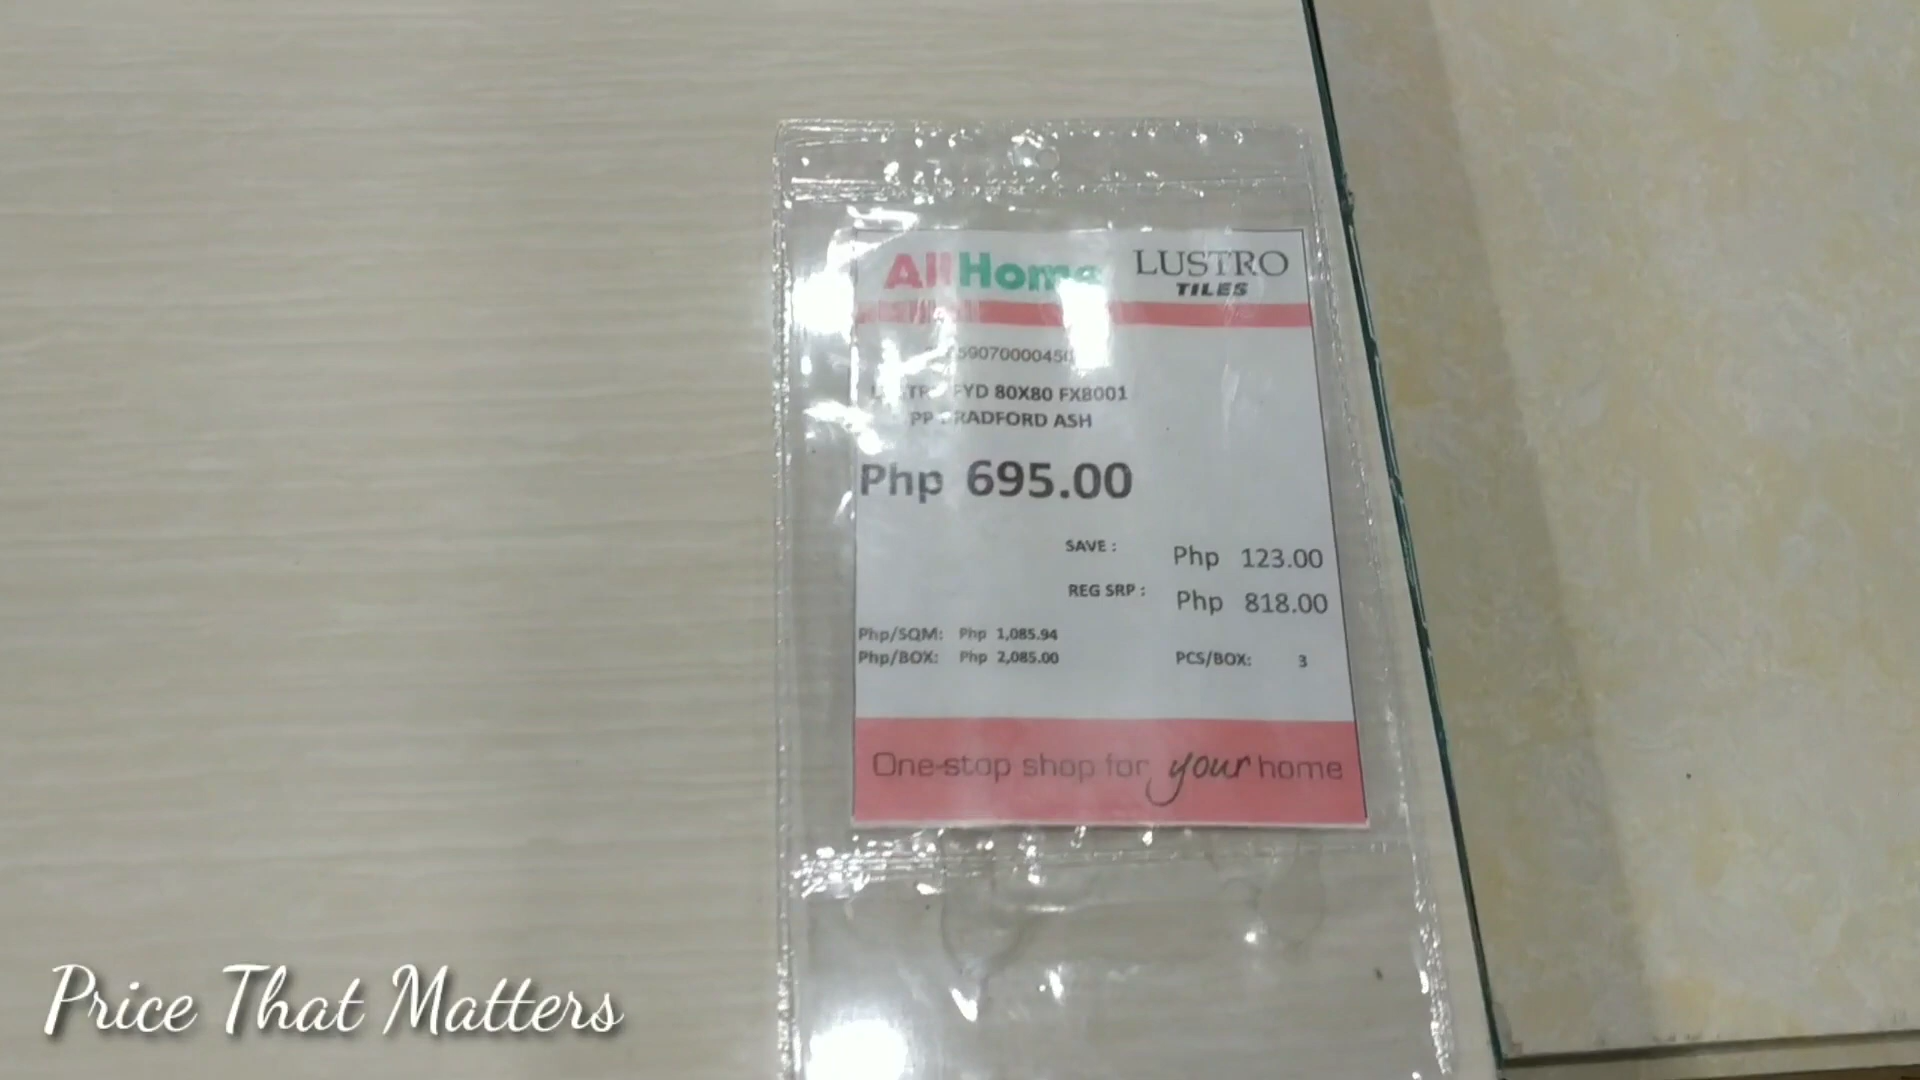 AllHome LUSTRO TILES
FYD 80X80 FX8001
PP ASH
Php 695.00
SAVE : Php 123.00
REG SRP : Php 818.00
Php/SQM: Php 1,085.94
Php/BOX: Php 2,085.00 PCS/BOX: 3
One-stop shop for your home
Price That Matters